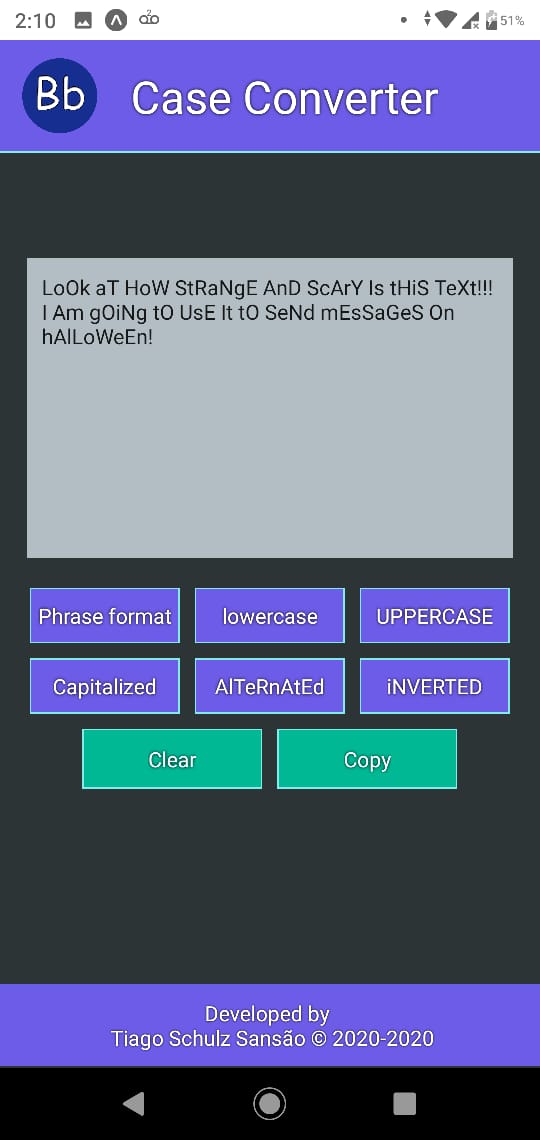 2:10
51%
Bb Case Converter
LoOk aT HoW StRaNgE AnD ScArY Is tHiS TeXt!!!
I Am gOiNg tO UsE It tO SeNd mEsSaGeS On
hAlLoWeEn!
Phrase format lowercase UPPERCASE
Capitalized AlTeRnAtEd iNVERTED
Clear Copy
Developed by
Tiago Schulz Sansão © 2020-2020